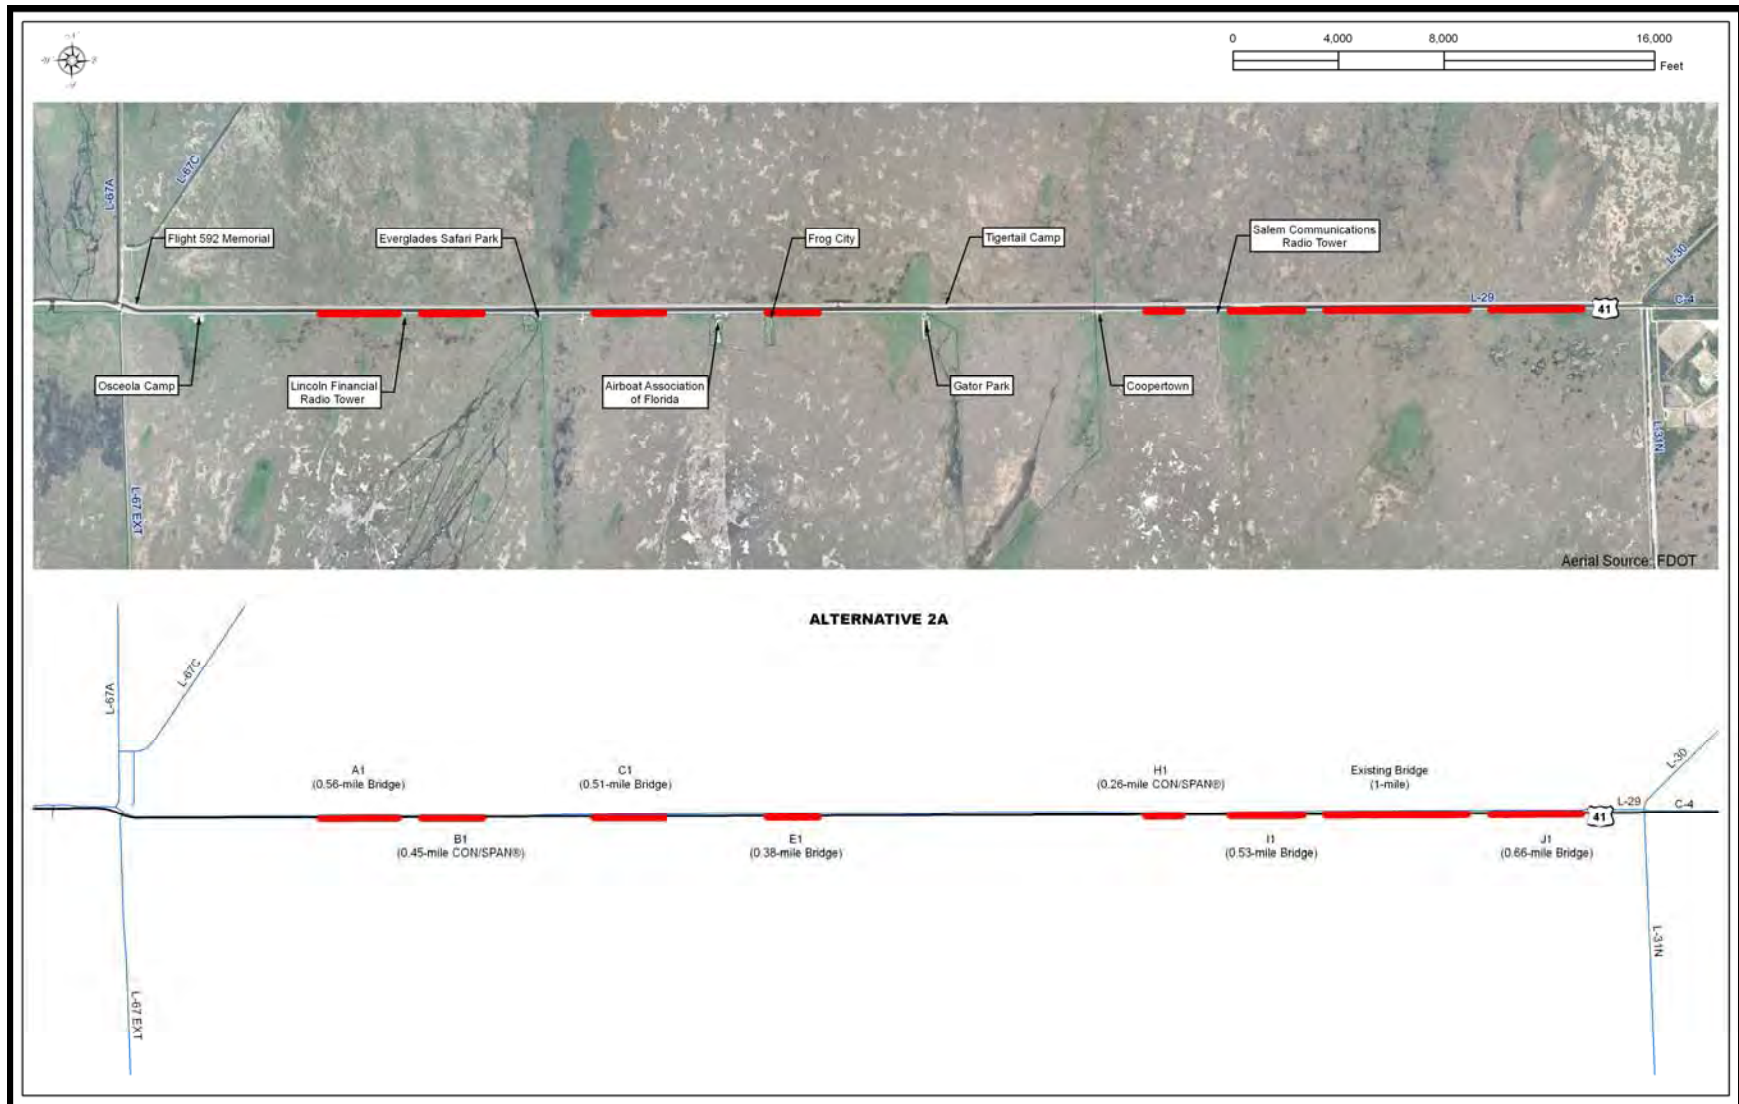 0 4,000 8,000 16,000
Feet
N
W E
S
L-67A
L-67C
Flight 592 Memorial
Everglades Safari Park
Frog City
Tigertail Camp
Salem Communications
Radio Tower
L-30
L-29
C-4
41
Osceola Camp
Lincoln Financial
Radio Tower
Airboat Association
of Florida
Gator Park
Coopertown
L-67 EXT
L-31N
Aerial Source: FDOT
ALTERNATIVE 2A
L-67A
L-67C
A1
(0.56-mile Bridge)
C1
(0.51-mile Bridge)
H1
(0.26-mile CON/SPAN®)
Existing Bridge
(1-mile)
L-30
L-29
C-4
41
B1
(0.45-mile CON/SPAN®)
E1
(0.38-mile Bridge)
I1
(0.53-mile Bridge)
J1
(0.66-mile Bridge)
L-67 EXT
L-31N